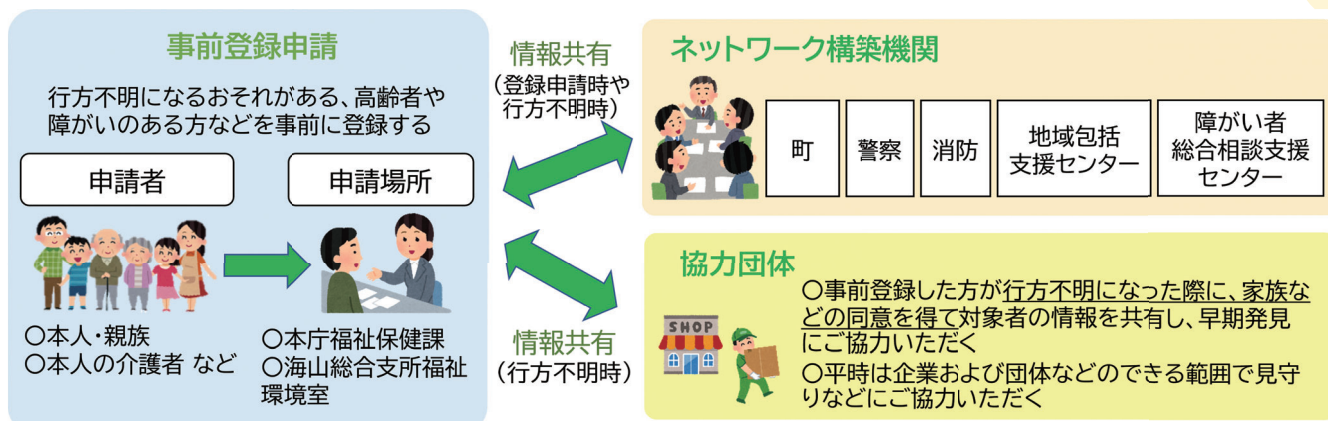 事前登録申請
行方不明になるおそれがある、高齢者や
障がいのある方などを事前に登録する
申請者
申請場所
〇本人・親族
〇本人の介護者 など
〇本庁福祉保健課
〇海山総合支所福祉
環境室
情報共有
(登録申請時や
行方不明時)
情報共有
(行方不明時)
ネットワーク構築機関
町
警察
消防
地域包括
支援センター
障がい者
総合相談支援
センター
協力団体
SHOP
〇事前登録した方が行方不明になった際に、家族な
どの同意を得て対象者の情報を共有し、早期発見
にご協力いただく
〇平時は企業および団体などのできる範囲で見守
りなどにご協力いただく